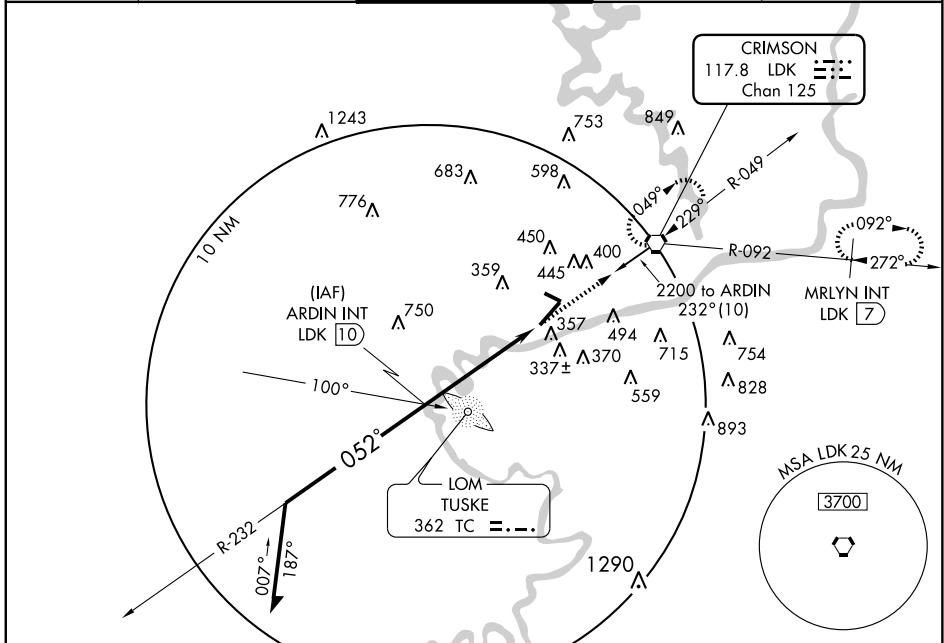 CRIMSON
117.8 LDK
Chan 125
1243
753
849
683
598
776
R-049
049°
229°
10 NM
450
445
400
R-092
092°
272°
359
2200 to ARDIN
232° (10)
MRLYN INT
LDK 7
(IAF)
ARDIN INT
LDK 10
750
357
494
715
754
337±
370
559
828
100°
893
052°
MSA LDK 25 NM
3700
LOM
TUSKE
362 TC
R-232
007°
187°
1290